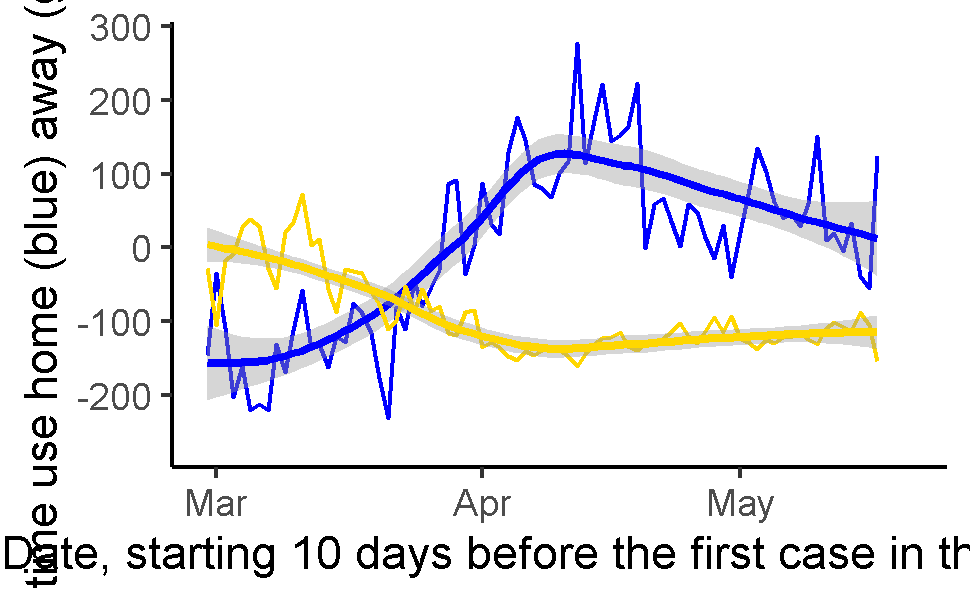 time use home (blue) away (
300
200
100
0
-100
-200
Mar Apr May
Date, starting 10 days before the first case in th